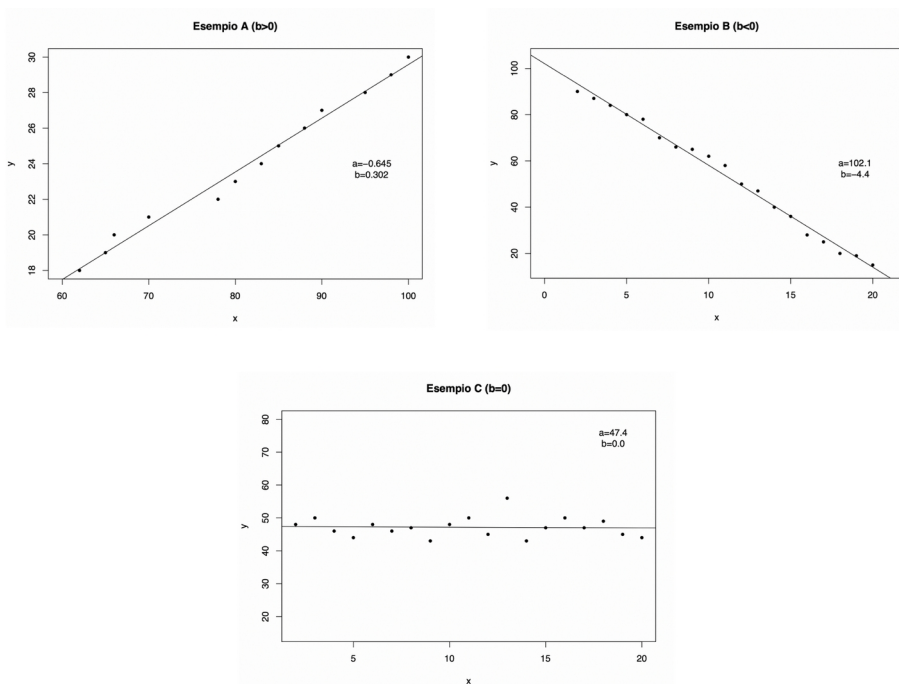 Esempio A (b>0)
30
28
26
24
22
20
18
y
a=−0.645
b=0.302
60
70
80
90
100
x
Esempio B (b<0)
100
80
60
40
20
y
a=102.1
b=−4.4
0
5
10
15
20
x
Esempio C (b=0)
80
70
60
50
40
30
20
y
a=47.4
b=0.0
5
10
15
20
x